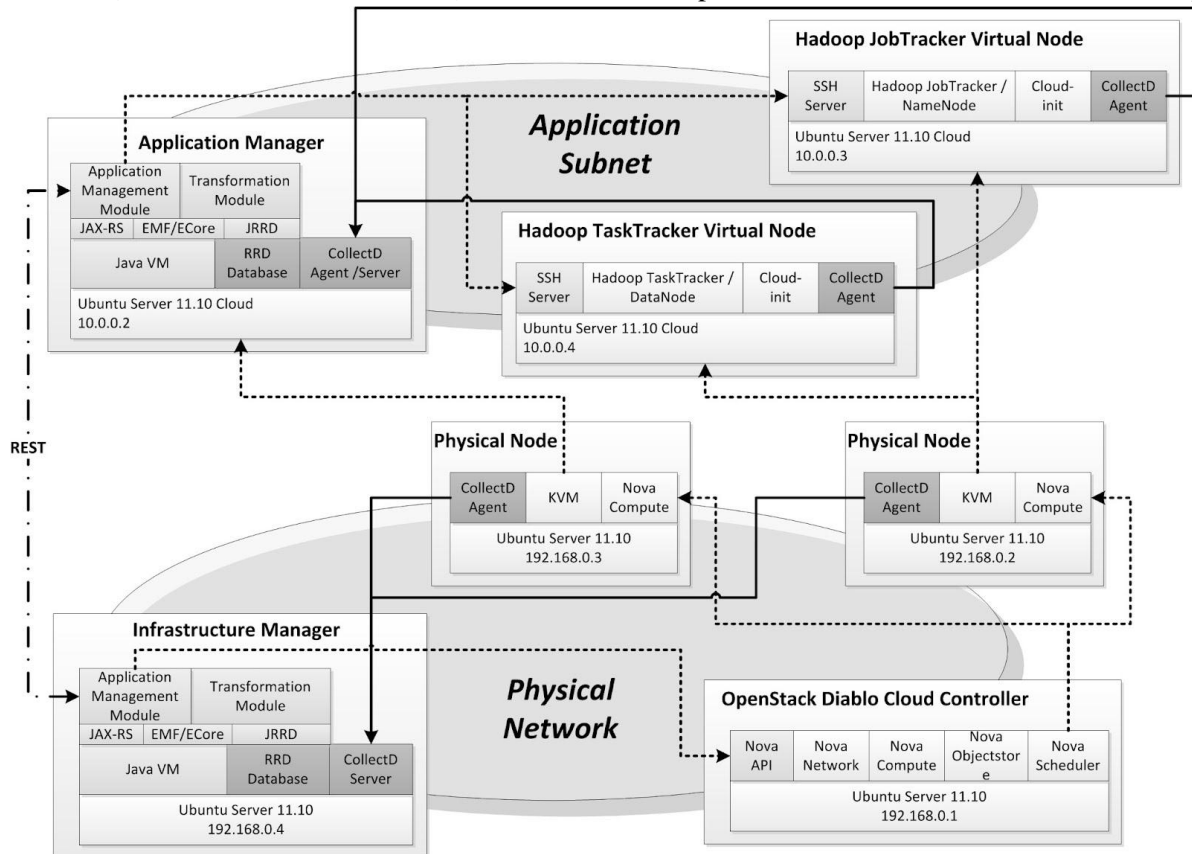 Hadoop JobTracker Virtual Node
SSH
Server
Hadoop JobTracker /
NameNode
Cloud-
init
CollectD
Agent
Ubuntu Server 11.10 Cloud
10.0.0.3
Application
Subnet
Application Manager
Application
Management
Module
Transformation
Module
JAX-RS
EMF/ECore
JRRD
Java VM
RRD
Database
CollectD
Agent /Server
Ubuntu Server 11.10 Cloud
10.0.0.2
Hadoop TaskTracker Virtual Node
SSH
Server
Hadoop TaskTracker /
DataNode
Cloud-
init
CollectD
Agent
Ubuntu Server 11.10 Cloud
10.0.0.4
REST
Physical Node
CollectD
Agent
KVM
Nova
Compute
Ubuntu Server 11.10
192.168.0.3
Physical Node
CollectD
Agent
KVM
Nova
Compute
Ubuntu Server 11.10
192.168.0.2
Infrastructure Manager
Application
Management
Module
Transformation
Module
JAX-RS
EMF/ECore
JRRD
Java VM
RRD
Database
CollectD
Server
Ubuntu Server 11.10
192.168.0.4
Physical
Network
OpenStack Diablo Cloud Controller
Nova
API
Nova
Network
Nova
Compute
Nova
Objectstor
e
Nova
Scheduler
Ubuntu Server 11.10
192.168.0.1